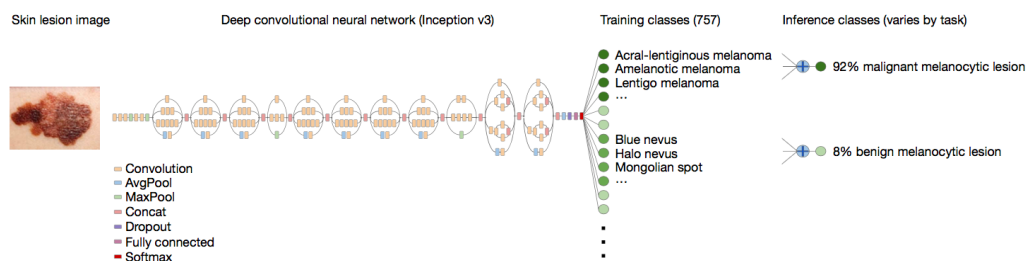 Skin lesion image
Deep convolutional neural network (Inception v3)
Training classes (757)
Inference classes (varies by task)
Acral-lentiginous melanoma
Amelanotic melanoma
Lentigo melanoma
...
Blue nevus
Halo nevus
Mongolian spot
...
92% malignant melanocytic lesion
8% benign melanocytic lesion
Convolution
AvgPool
MaxPool
Concat
Dropout
Fully connected
Softmax